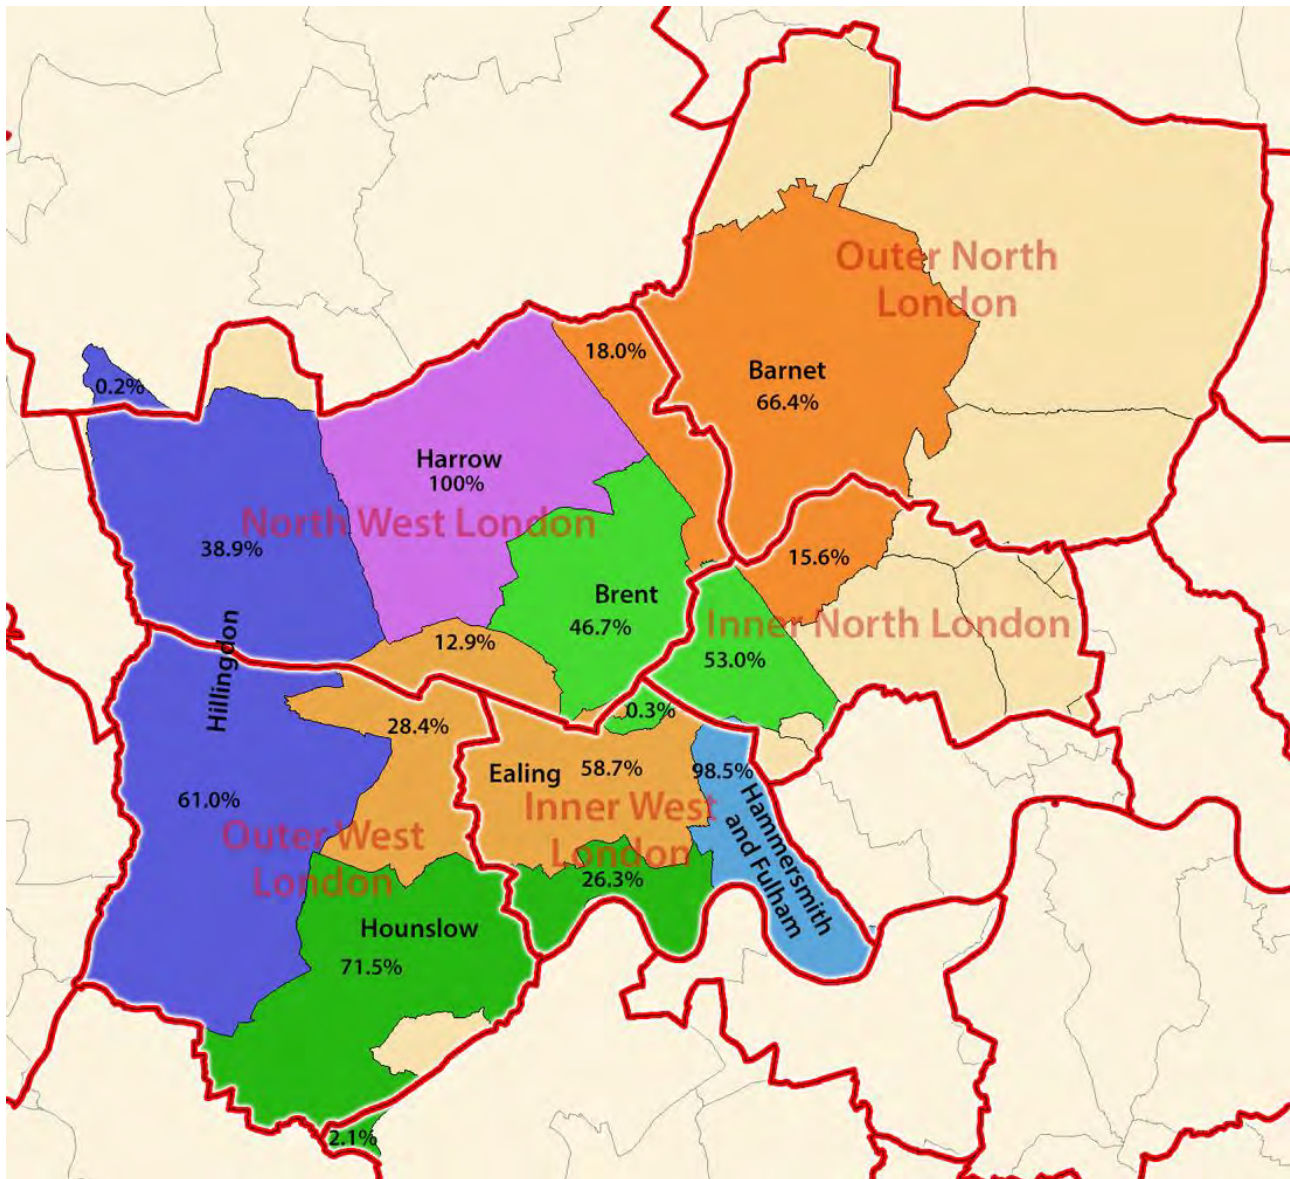 Outer North
London
18.0%
Barnet
66.4%
0.2%
Harrow
100%
North West London
38.9%
15.6%
Brent
46.7%
Inner North London
12.9%
53.0%
Hillingdon
0.3%
28.4%
Ealing
58.7%
98.5%
61.0%
Inner West
London
Outer West
London
26.3%
Hammersmith
and Fulham
Hounslow
71.5%
2.1%